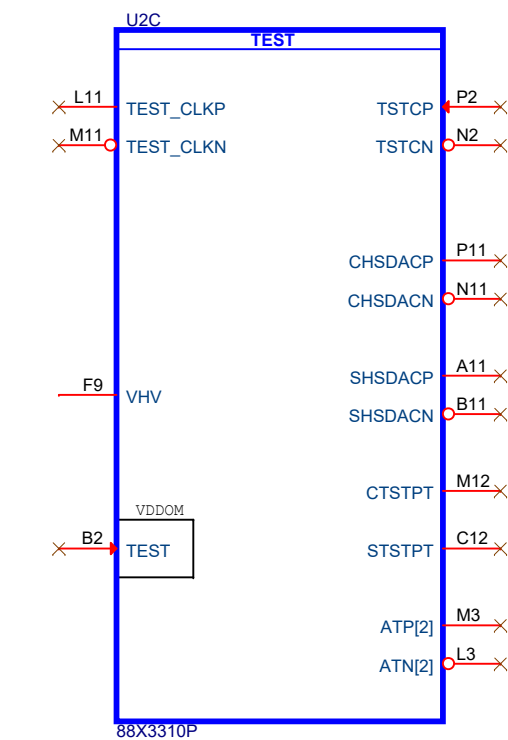 U2C
TEST
L11 TEST_CLKP TSTCP P2
M11 TEST_CLKN TSTCN N2
CHSDACP P11
CHSDACN N11
SHSDACP A11
F9 VHV
SHSDACN B11
CTSTPT M12
VDDOM
B2 TEST STSTPT C12
ATP[2] M3
ATN[2] L3
88X3310P